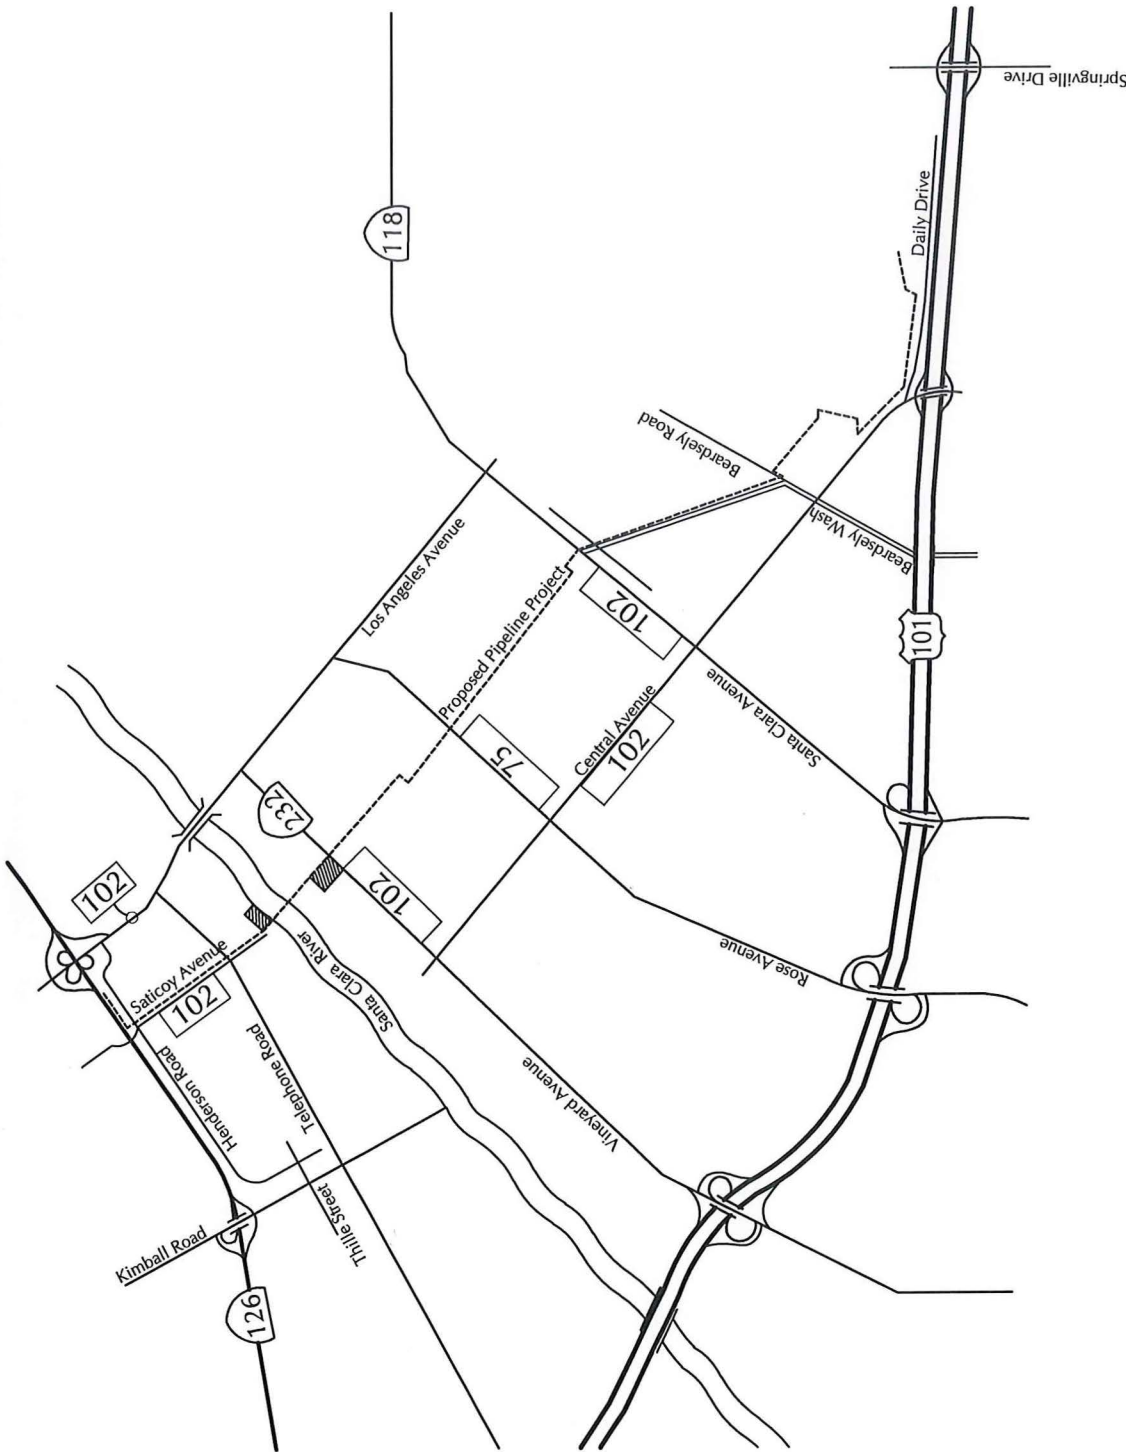 Springville Drive
Daily Drive
118
Beardsely Road
Beardsely Wash
Los Angeles Avenue
Proposed Pipeline Project
102
101
Santa Clara Avenue
Central Avenue
102
75
232
102
102
Saticoy Avenue
102
Santa Clara River
Rose Avenue
Henderson Road
Telephone Road
Vineyard Avenue
Thille Street
Kimball Road
126